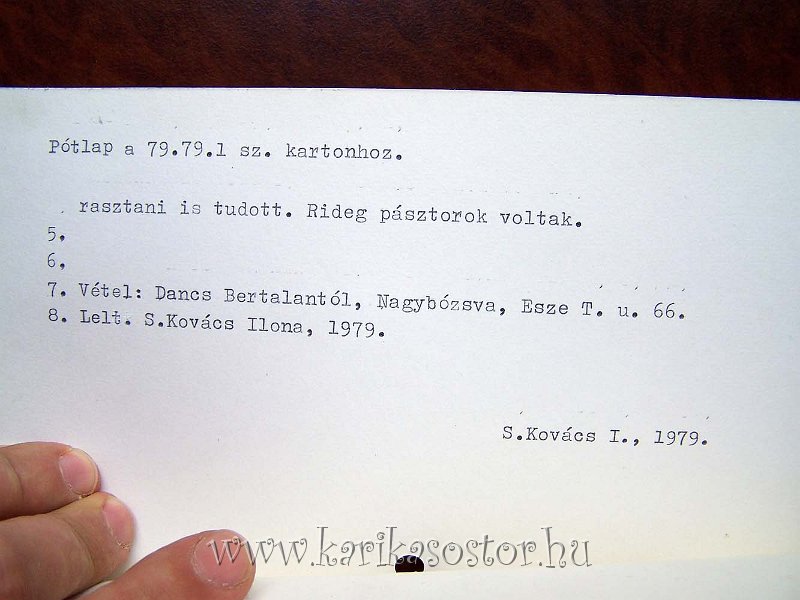 Pótlap a 79.79.1 sz. kartonhoz.
rasztani is tudott. Rideg pásztorok voltak.
5.
6.
7. Vétel: Dancs Bertalantól, Nagybózsva, Esze T. u. 66.
8. Lelt. S.Kovács Ilona, 1979.
S.Kovács I., 1979.
www.karikasostor.hu